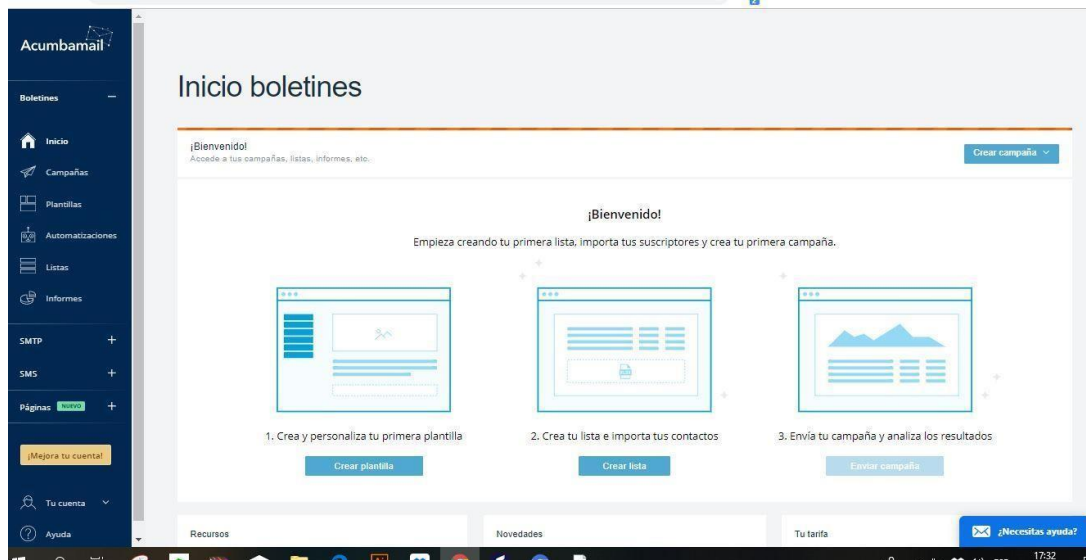 Acumbamail
Boletines
Inicio
Campañas
Plantillas
Automatizaciones
Listas
Informes
SMTP
SMS
Páginas NUEVO
¡Mejora tu cuenta!
Tu cuenta
Ayuda
Inicio boletines
¡Bienvenido!
Accede a tus campañas, listas, informes, etc.
Crear campaña
¡Bienvenido!
Empieza creando tu primera lista, importa tus suscriptores y crea tu primera campaña.
1. Crea y personaliza tu primera plantilla
Crear plantilla
2. Crea tu lista e importa tus contactos
Crear lista
3. Envía tu campaña y analiza los resultados
Enviar campaña
Recursos
Novedades
Tu tarifa
¿Necesitas ayuda?
17:32